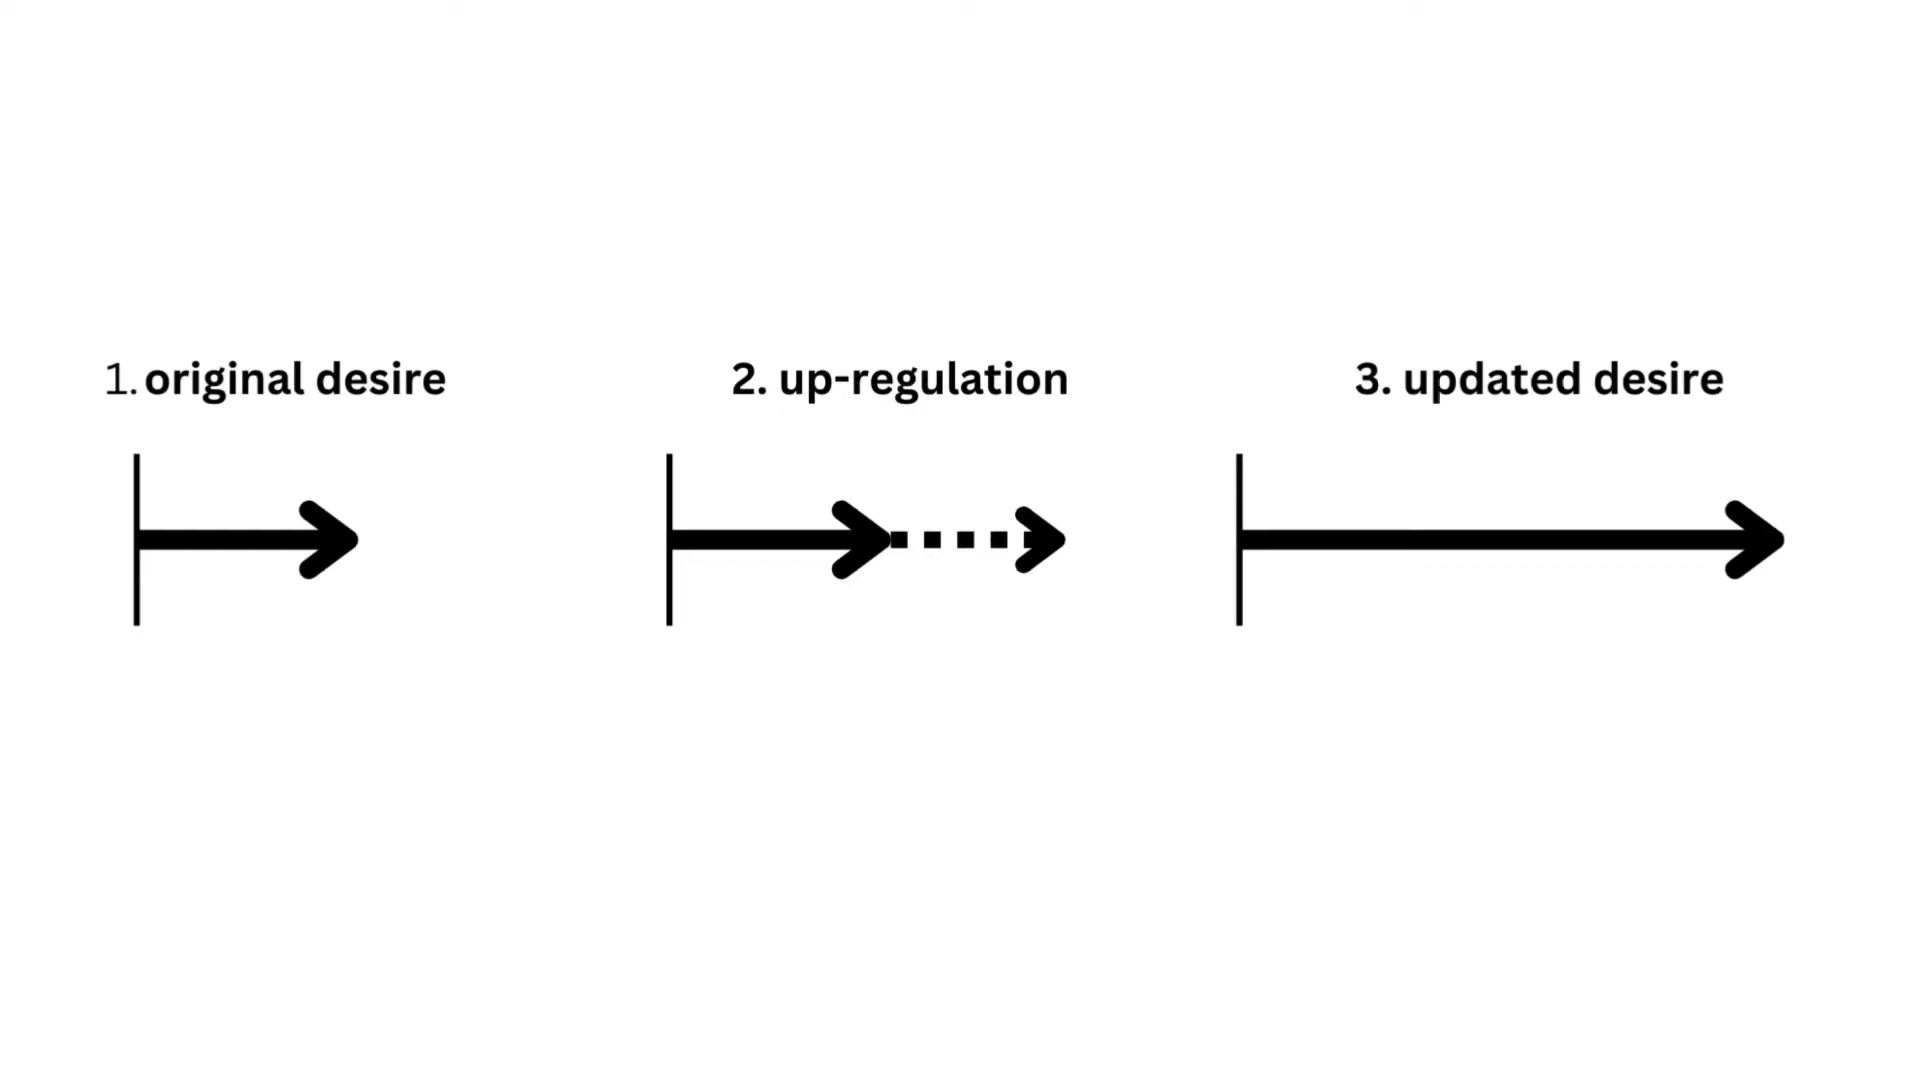 1. original desire
2. up-regulation
3. updated desire